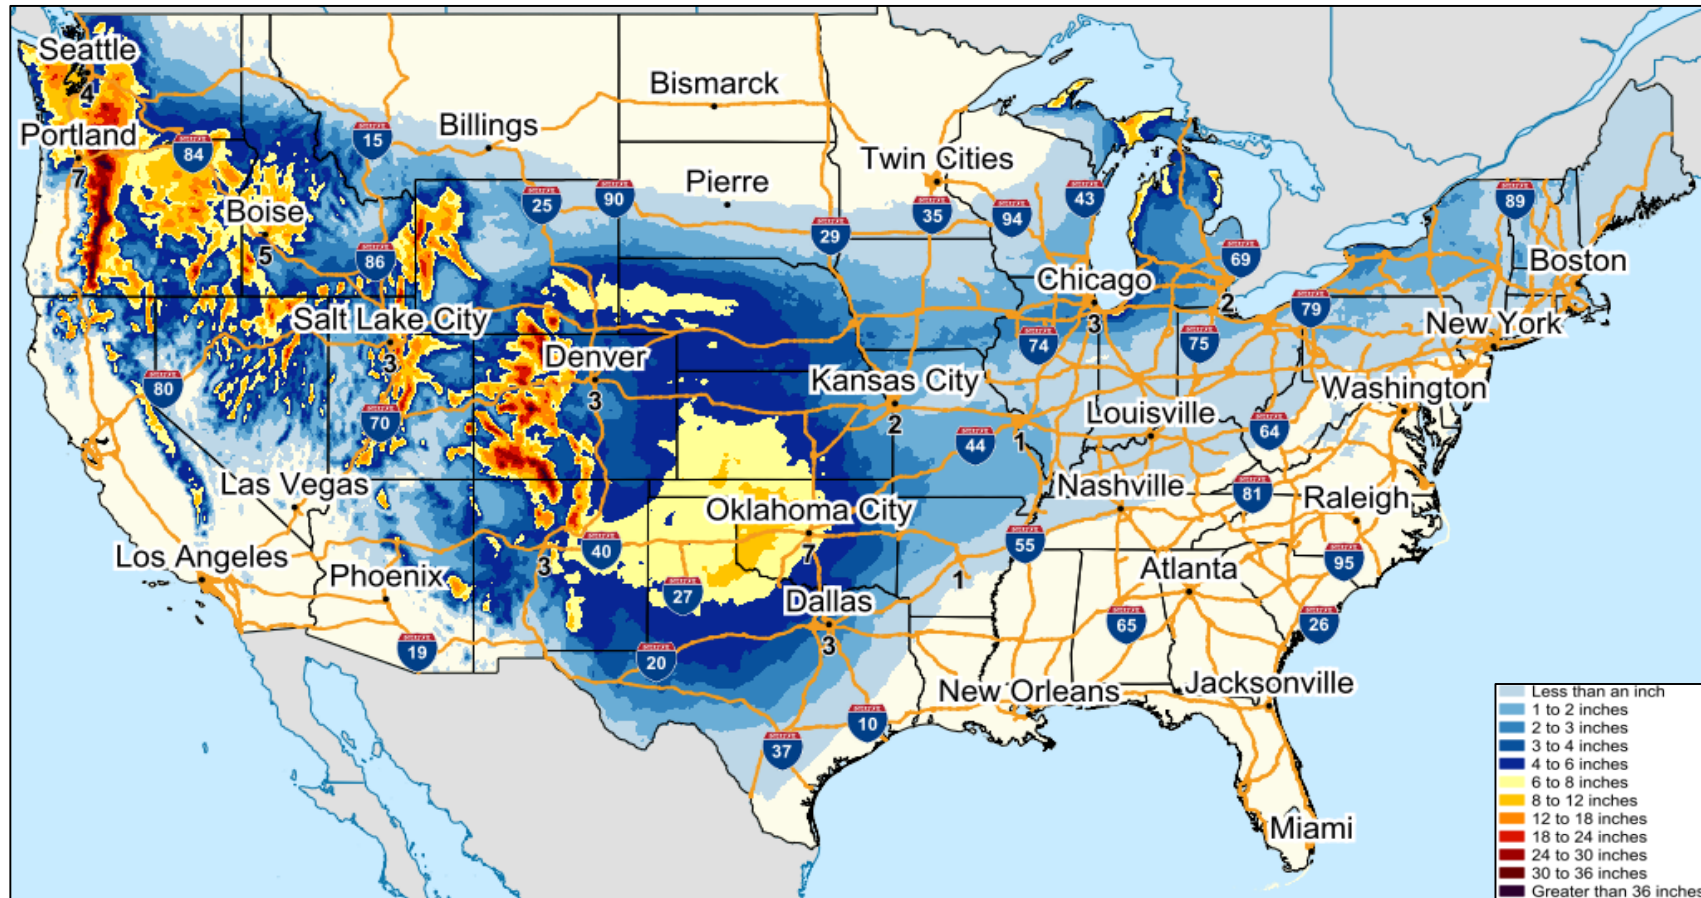 Seattle
4
Portland
7
84
15
Billings
Bismarck
Twin Cities
Pierre
25
90
29
35
94
43
69
89
Boise
5
86
Boston
Chicago
3
2
79
New York
Salt Lake City
3
74
75
Denver
3
80
70
Kansas City
2
Washington
Louisville
44
1
64
Las Vegas
Nashville
81
Raleigh
Oklahoma City
7
40
3
27
55
95
Los Angeles
Phoenix
1
Atlanta
Dallas
3
65
26
19
20
New Orleans
Jacksonville
10
37
Miami
Less than an inch
1 to 2 inches
2 to 3 inches
3 to 4 inches
4 to 6 inches
6 to 8 inches
8 to 12 inches
12 to 18 inches
18 to 24 inches
24 to 30 inches
30 to 36 inches
Greater than 36 inches